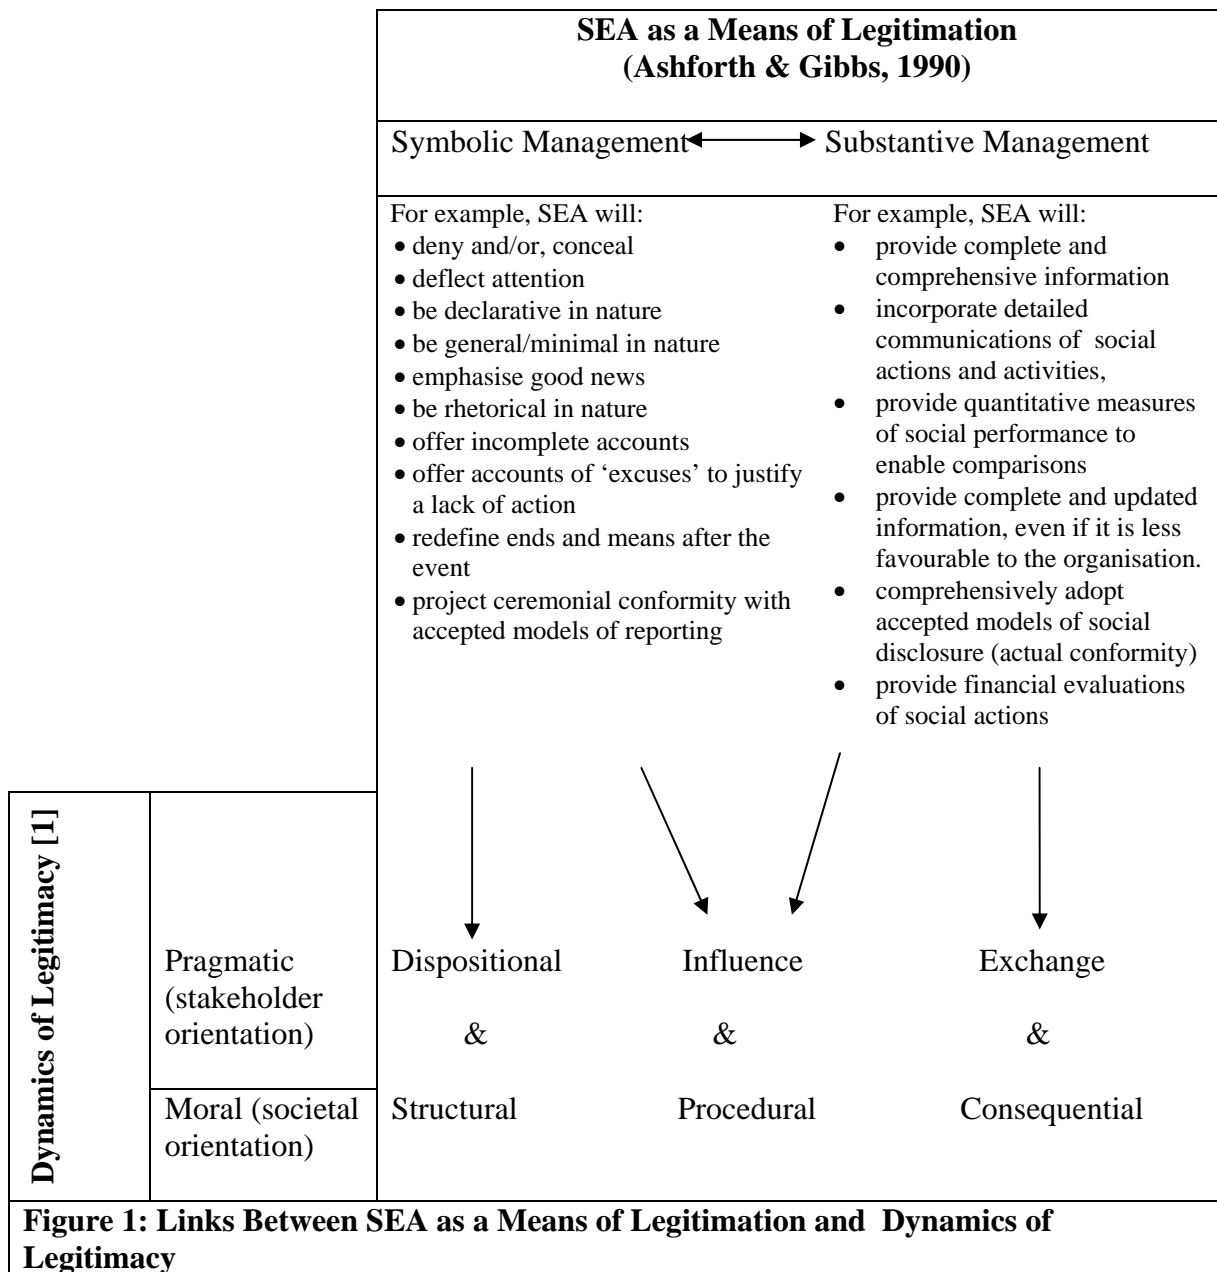 SEA as a Means of Legitimation
(Ashforth & Gibbs, 1990)
Symbolic Management
Substantive Management
For example, SEA will:
• deny and/or, conceal
• deflect attention
• be declarative in nature
• be general/minimal in nature
• emphasise good news
• be rhetorical in nature
• offer incomplete accounts
• offer accounts of ‘excuses’ to justify
a lack of action
• redefine ends and means after the
event
• project ceremonial conformity with
accepted models of reporting
For example, SEA will:
• provide complete and
comprehensive information
• incorporate detailed
communications of social
actions and activities,
• provide quantitative measures
of social performance to
enable comparisons
• provide complete and updated
information, even if it is less
favourable to the organisation.
• comprehensively adopt
accepted models of social
disclosure (actual conformity)
• provide financial evaluations
of social actions
Dynamics of Legitimacy [1]
Pragmatic
(stakeholder
orientation)
Dispositional
Influence
Exchange
&
&
&
Moral (societal
orientation)
Structural
Procedural
Consequential
Figure 1: Links Between SEA as a Means of Legitimation and Dynamics of
Legitimacy